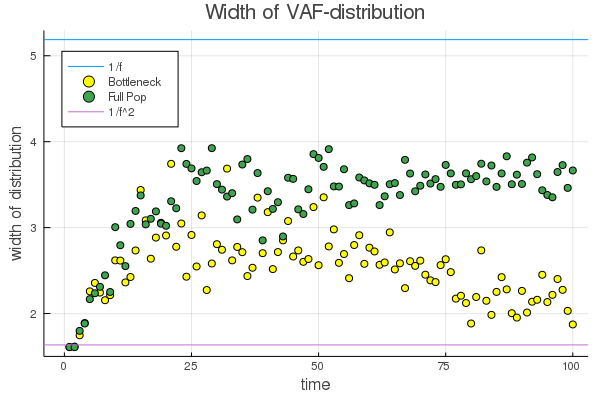 Width of VAF-distribution
width of distribution
5
4
3
2
1/f
Bottleneck
Full Pop
1/f^2
0
25
50
75
100
time